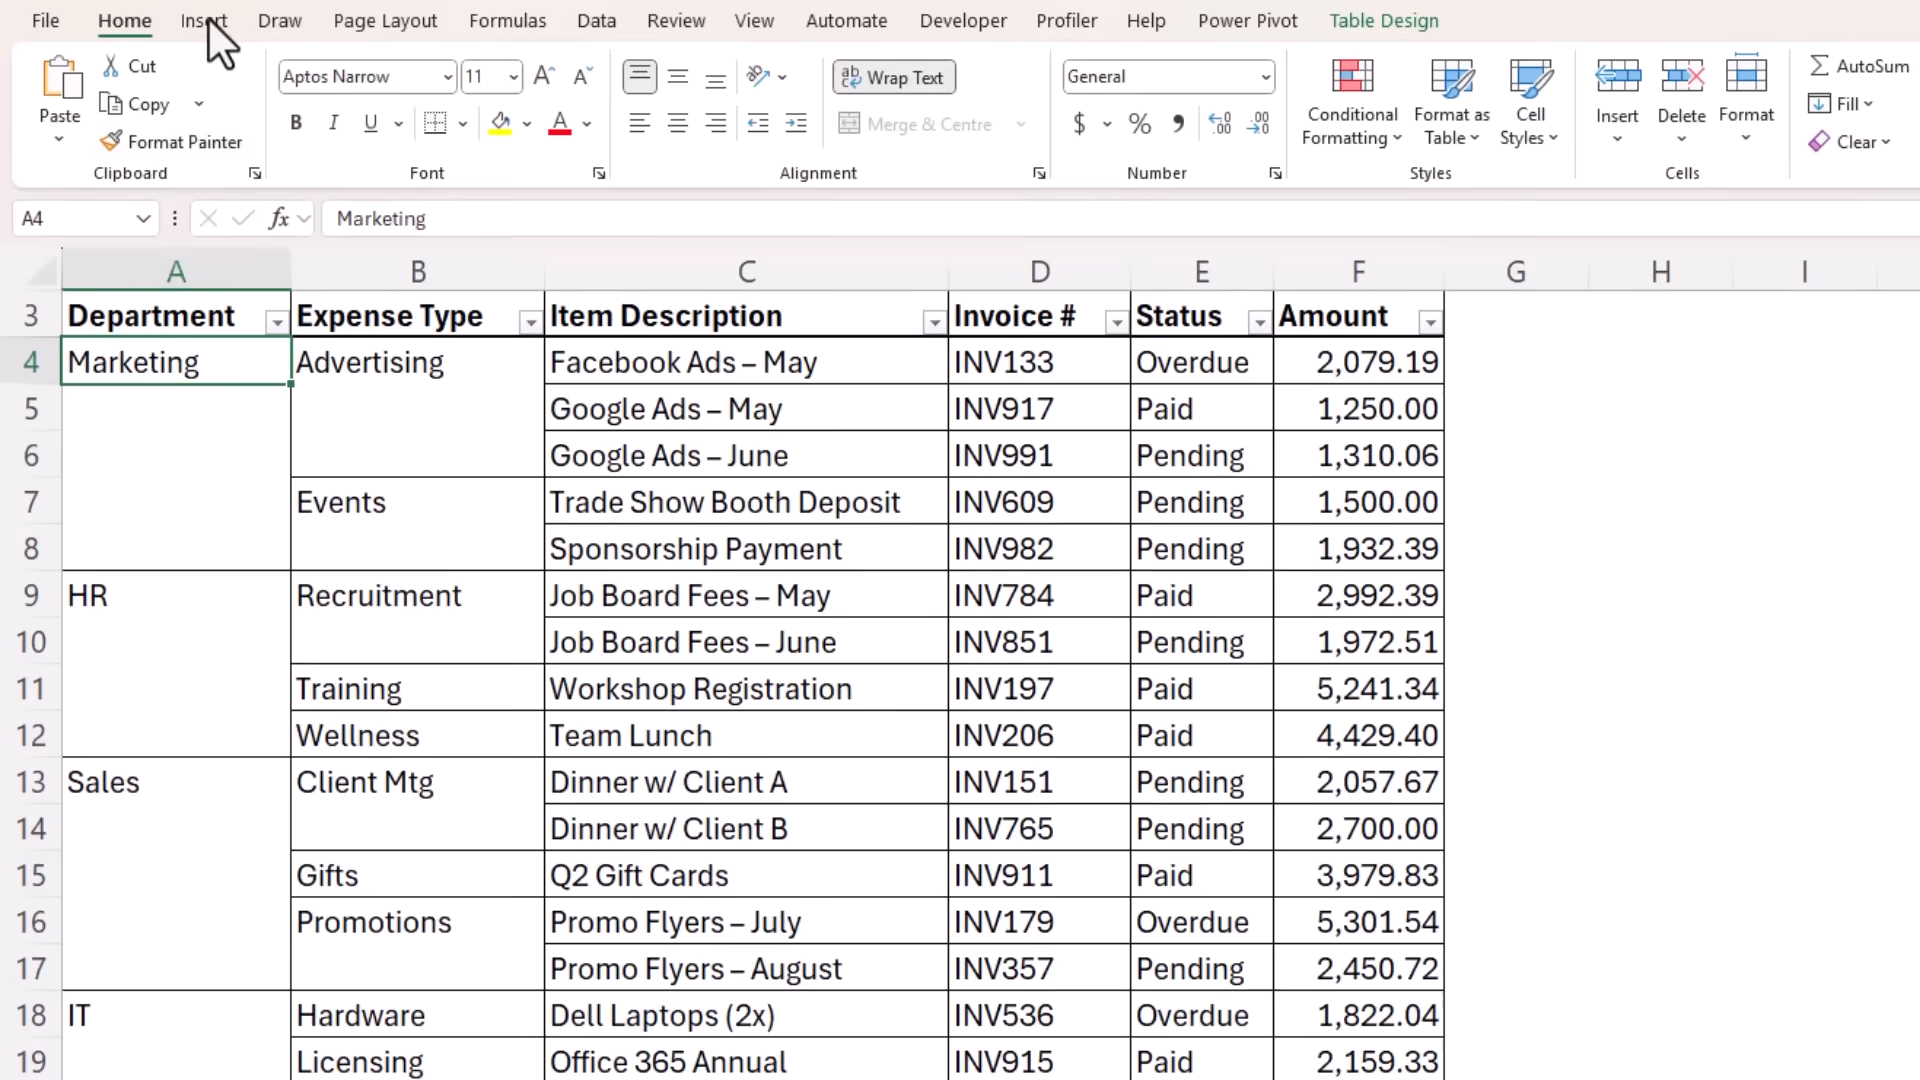 File Home Insert Draw Page Layout Formulas Data Review View Automate Developer Profiler Help Power Pivot Table Design
Paste Cut Copy Format Painter Clipboard
Aptos Narrow 11 A A B I U A Font
ab Wrap Text Merge & Centre Alignment
General $ % 9 .00 .00 Number
Conditional Formatting Format as Table Cell Styles Styles
Insert Delete Format Cells
AutoSum Fill Clear
A4 fx Marketing
A B C D E F G H I
3 Department Expense Type Item Description Invoice # Status Amount
4 Marketing Advertising Facebook Ads – May INV133 Overdue 2,079.19
5 Google Ads – May INV917 Paid 1,250.00
6 Google Ads – June INV991 Pending 1,310.06
7 Events Trade Show Booth Deposit INV609 Pending 1,500.00
8 Sponsorship Payment INV982 Pending 1,932.39
9 HR Recruitment Job Board Fees – May INV784 Paid 2,992.39
10 Job Board Fees – June INV851 Pending 1,972.51
11 Training Workshop Registration INV197 Paid 5,241.34
12 Wellness Team Lunch INV206 Paid 4,429.40
13 Sales Client Mtg Dinner w/ Client A INV151 Pending 2,057.67
14 Dinner w/ Client B INV765 Pending 2,700.00
15 Gifts Q2 Gift Cards INV911 Paid 3,979.83
16 Promotions Promo Flyers – July INV179 Overdue 5,301.54
17 Promo Flyers – August INV357 Pending 2,450.72
18 IT Hardware Dell Laptops (2x) INV536 Overdue 1,822.04
19 Licensing Office 365 Annual INV915 Paid 2,159.33